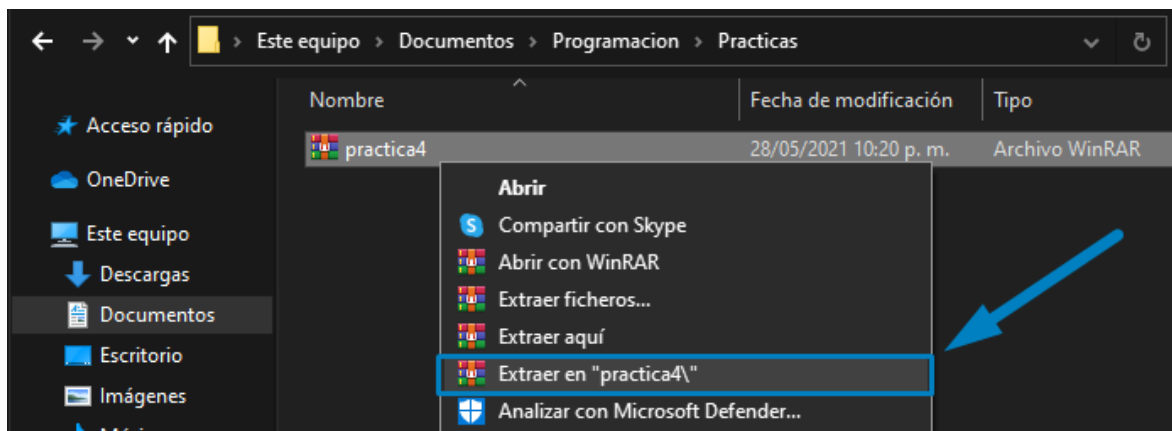 Este equipo > Documentos > Programacion > Practicas
Nombre Fecha de modificación Tipo
Acceso rápido
practica4 28/05/2021 10:20 p. m. Archivo WinRAR
OneDrive
Abrir
Compartir con Skype
Este equipo
Abrir con WinRAR
Descargas
Extraer ficheros...
Documentos
Extraer aquí
Escritorio
Extraer en "practica4\"
Imágenes
Analizar con Microsoft Defender...